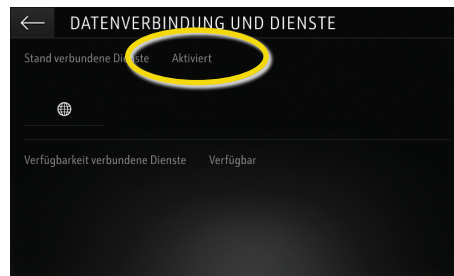 DATENVERBINDUNG UND DIENSTE
Stand verbundene Dienste Aktiviert
Verfügbarkeit verbundene Dienste Verfügbar